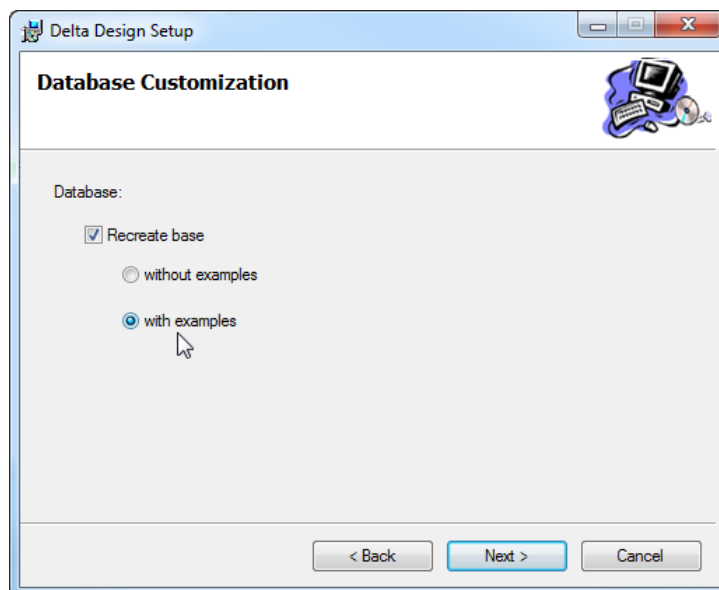 Delta Design Setup
Database Customization
Database:
Recreate base
without examples
with examples
< Back
Next >
Cancel